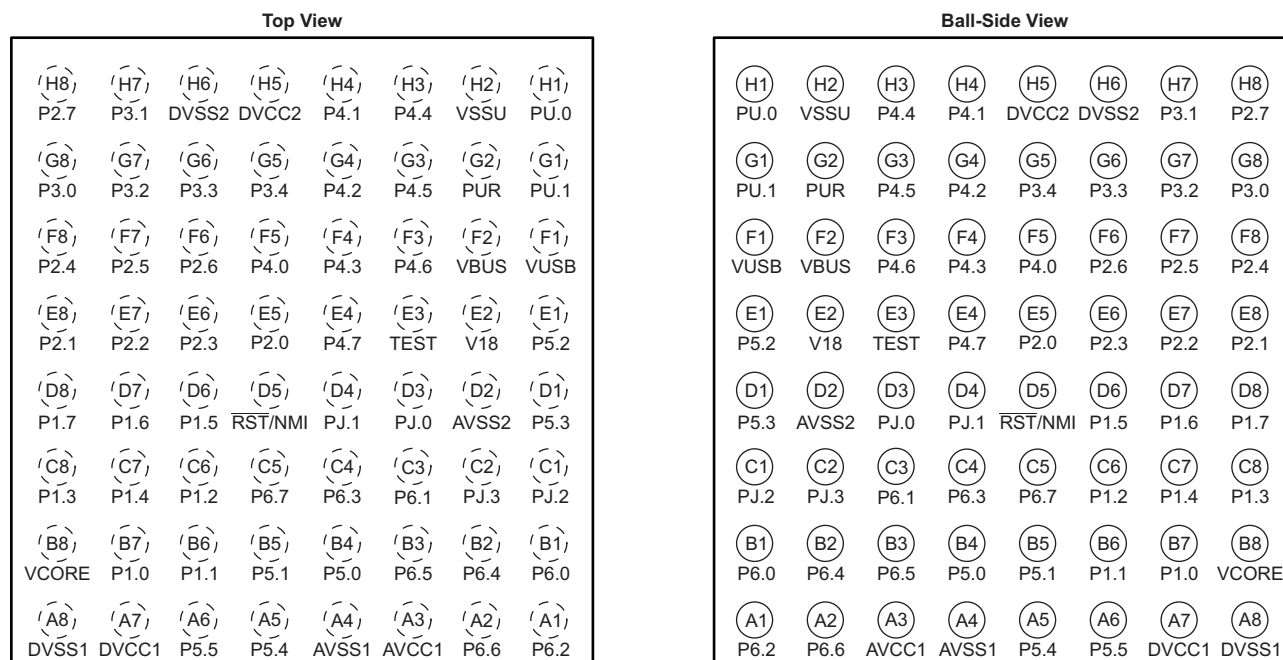 Top View
Ball-Side View
H8 H7 H6 H5 H4 H3 H2 H1
P2.7 P3.1 DVSS2 DVCC2 P4.1 P4.4 VSSU PU.0
G8 G7 G6 G5 G4 G3 G2 G1
P3.0 P3.2 P3.3 P3.4 P4.2 P4.5 PUR PU.1
F8 F7 F6 F5 F4 F3 F2 F1
P2.4 P2.5 P2.6 P4.0 P4.3 P4.6 VBUS VUSB
E8 E7 E6 E5 E4 E3 E2 E1
P2.1 P2.2 P2.3 P2.0 P4.7 TEST V18 P5.2
D8 D7 D6 D5 D4 D3 D2 D1
P1.7 P1.6 P1.5 RST/NMI PJ.1 PJ.0 AVSS2 P5.3
C8 C7 C6 C5 C4 C3 C2 C1
P1.3 P1.4 P1.2 P6.7 P6.3 P6.1 PJ.3 PJ.2
B8 B7 B6 B5 B4 B3 B2 B1
VCORE P1.0 P1.1 P5.1 P5.0 P6.5 P6.4 P6.0
A8 A7 A6 A5 A4 A3 A2 A1
DVSS1 DVCC1 P5.5 P5.4 AVSS1 AVCC1 P6.6 P6.2
H1 H2 H3 H4 H5 H6 H7 H8
PU.0 VSSU P4.4 P4.1 DVCC2 DVSS2 P3.1 P2.7
G1 G2 G3 G4 G5 G6 G7 G8
PU.1 PUR P4.5 P4.2 P3.4 P3.3 P3.2 P3.0
F1 F2 F3 F4 F5 F6 F7 F8
VUSB VBUS P4.6 P4.3 P4.0 P2.6 P2.5 P2.4
E1 E2 E3 E4 E5 E6 E7 E8
P5.2 V18 TEST P4.7 P2.0 P2.3 P2.2 P2.1
D1 D2 D3 D4 D5 D6 D7 D8
P5.3 AVSS2 PJ.0 PJ.1 RST/NMI P1.5 P1.6 P1.7
C1 C2 C3 C4 C5 C6 C7 C8
PJ.2 PJ.3 P6.1 P6.3 P6.7 P1.2 P1.4 P1.3
B1 B2 B3 B4 B5 B6 B7 B8
P6.0 P6.4 P6.5 P5.0 P5.1 P1.1 P1.0 VCORE
A1 A2 A3 A4 A5 A6 A7 A8
P6.2 P6.6 AVCC1 AVSS1 P5.4 P5.5 DVCC1 DVSS1